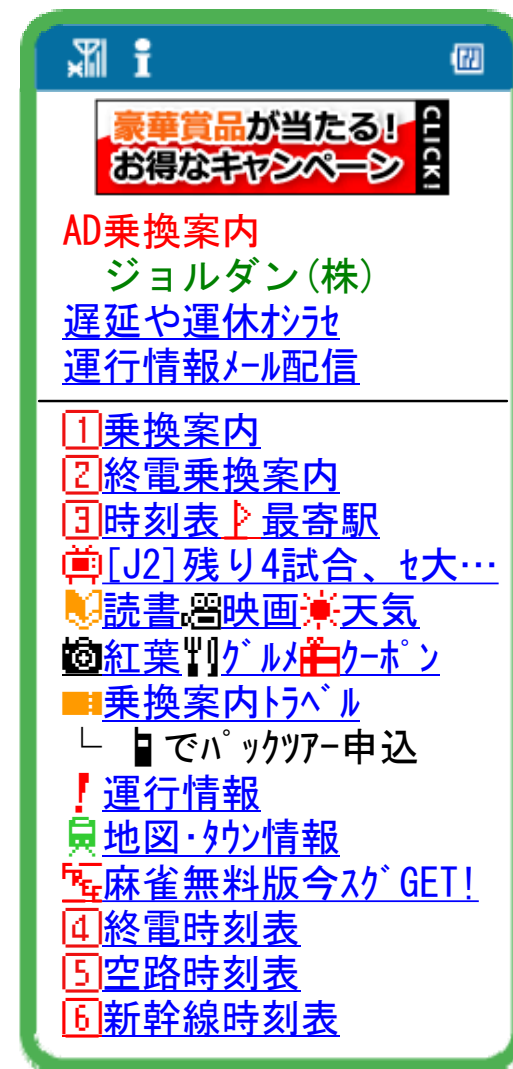 豪華賞品が当たる!
お得なキャンペーン
CLICK!
AD乗換案内
ジョルダン(株)
遅延や運休ｵｼﾗｾ
運行情報ﾒｰﾙ配信
1乗換案内
2終電乗換案内
3時刻表 最寄駅
[J2]残り4試合、ｾ大…
読書 映画 天気
紅葉 ｸﾞﾙﾒ クーポン
乗換案内ﾄﾗﾍﾞﾙ
└ でﾊﾟｯｸﾂｱｰ申込
運行情報
地図・ﾀｳﾝ情報
FREE麻雀無料版今ｽｸﾞGET!
4終電時刻表
5空路時刻表
6新幹線時刻表